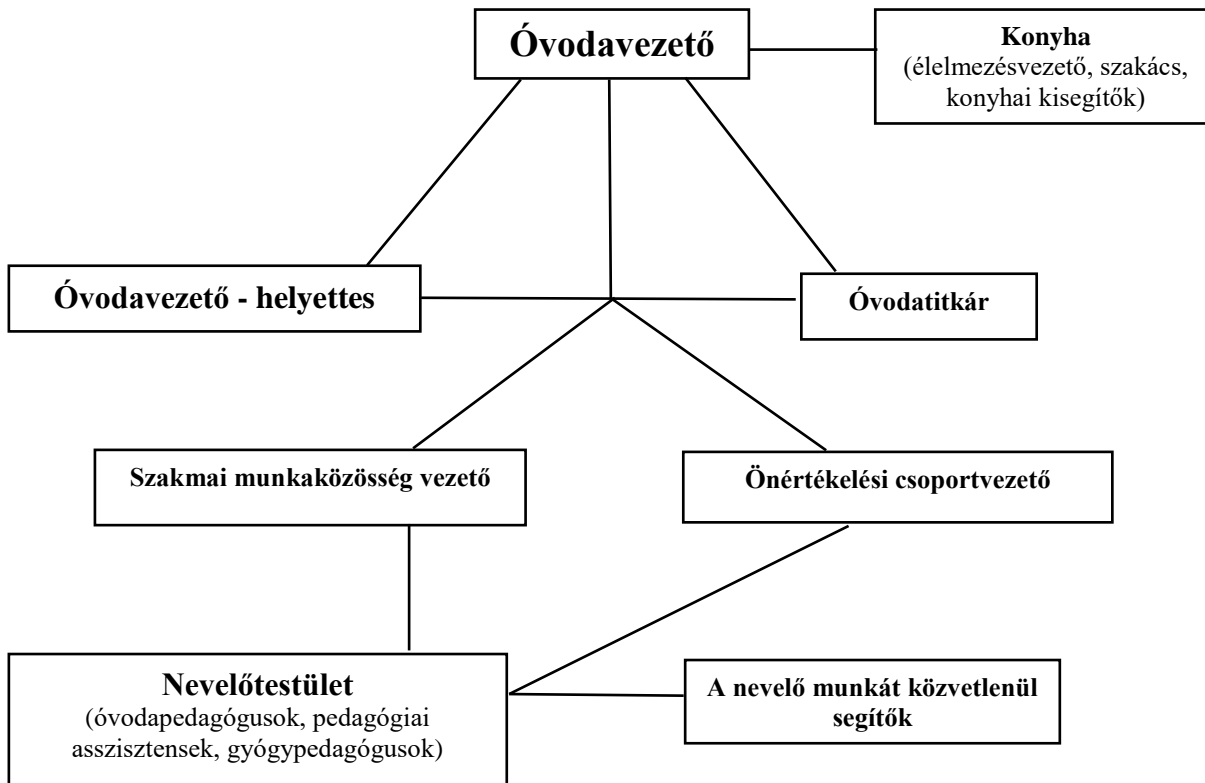 Óvodavezető
Konyha
(élelmezésvezető, szakács,
konyhai kisegítők)
Óvodavezető - helyettes
Óvodatitkár
Szakmai munkaközösség vezető
Önértékelési csoportvezető
Nevelőtestület
(óvodapedagógusok, pedagógiai
asszisztensek, gyógypedagógusok)
A nevelő munkát közvetlenül
segítők